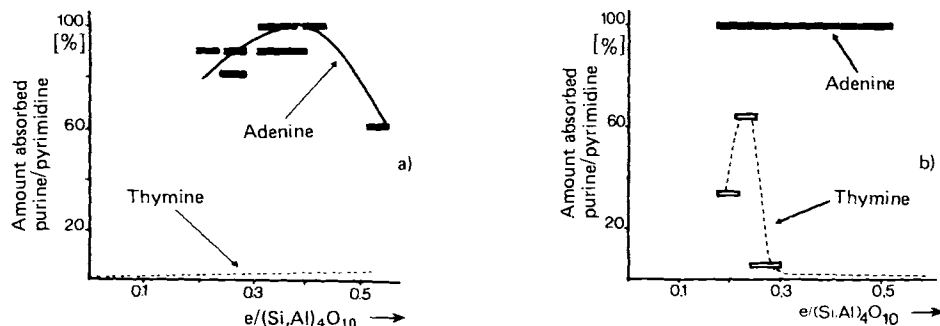 100
[%]
60
20
Amount absorbed
purine/pyrimidine
Adenine
Thymine
a)
0.1
0.3
0.5
e/(Si,Al)4O10
100
[%]
60
20
Amount absorbed
purine/pyrimidine
Adenine
Thymine
b)
0.1
0.3
0.5
e/(Si.Al)4O10